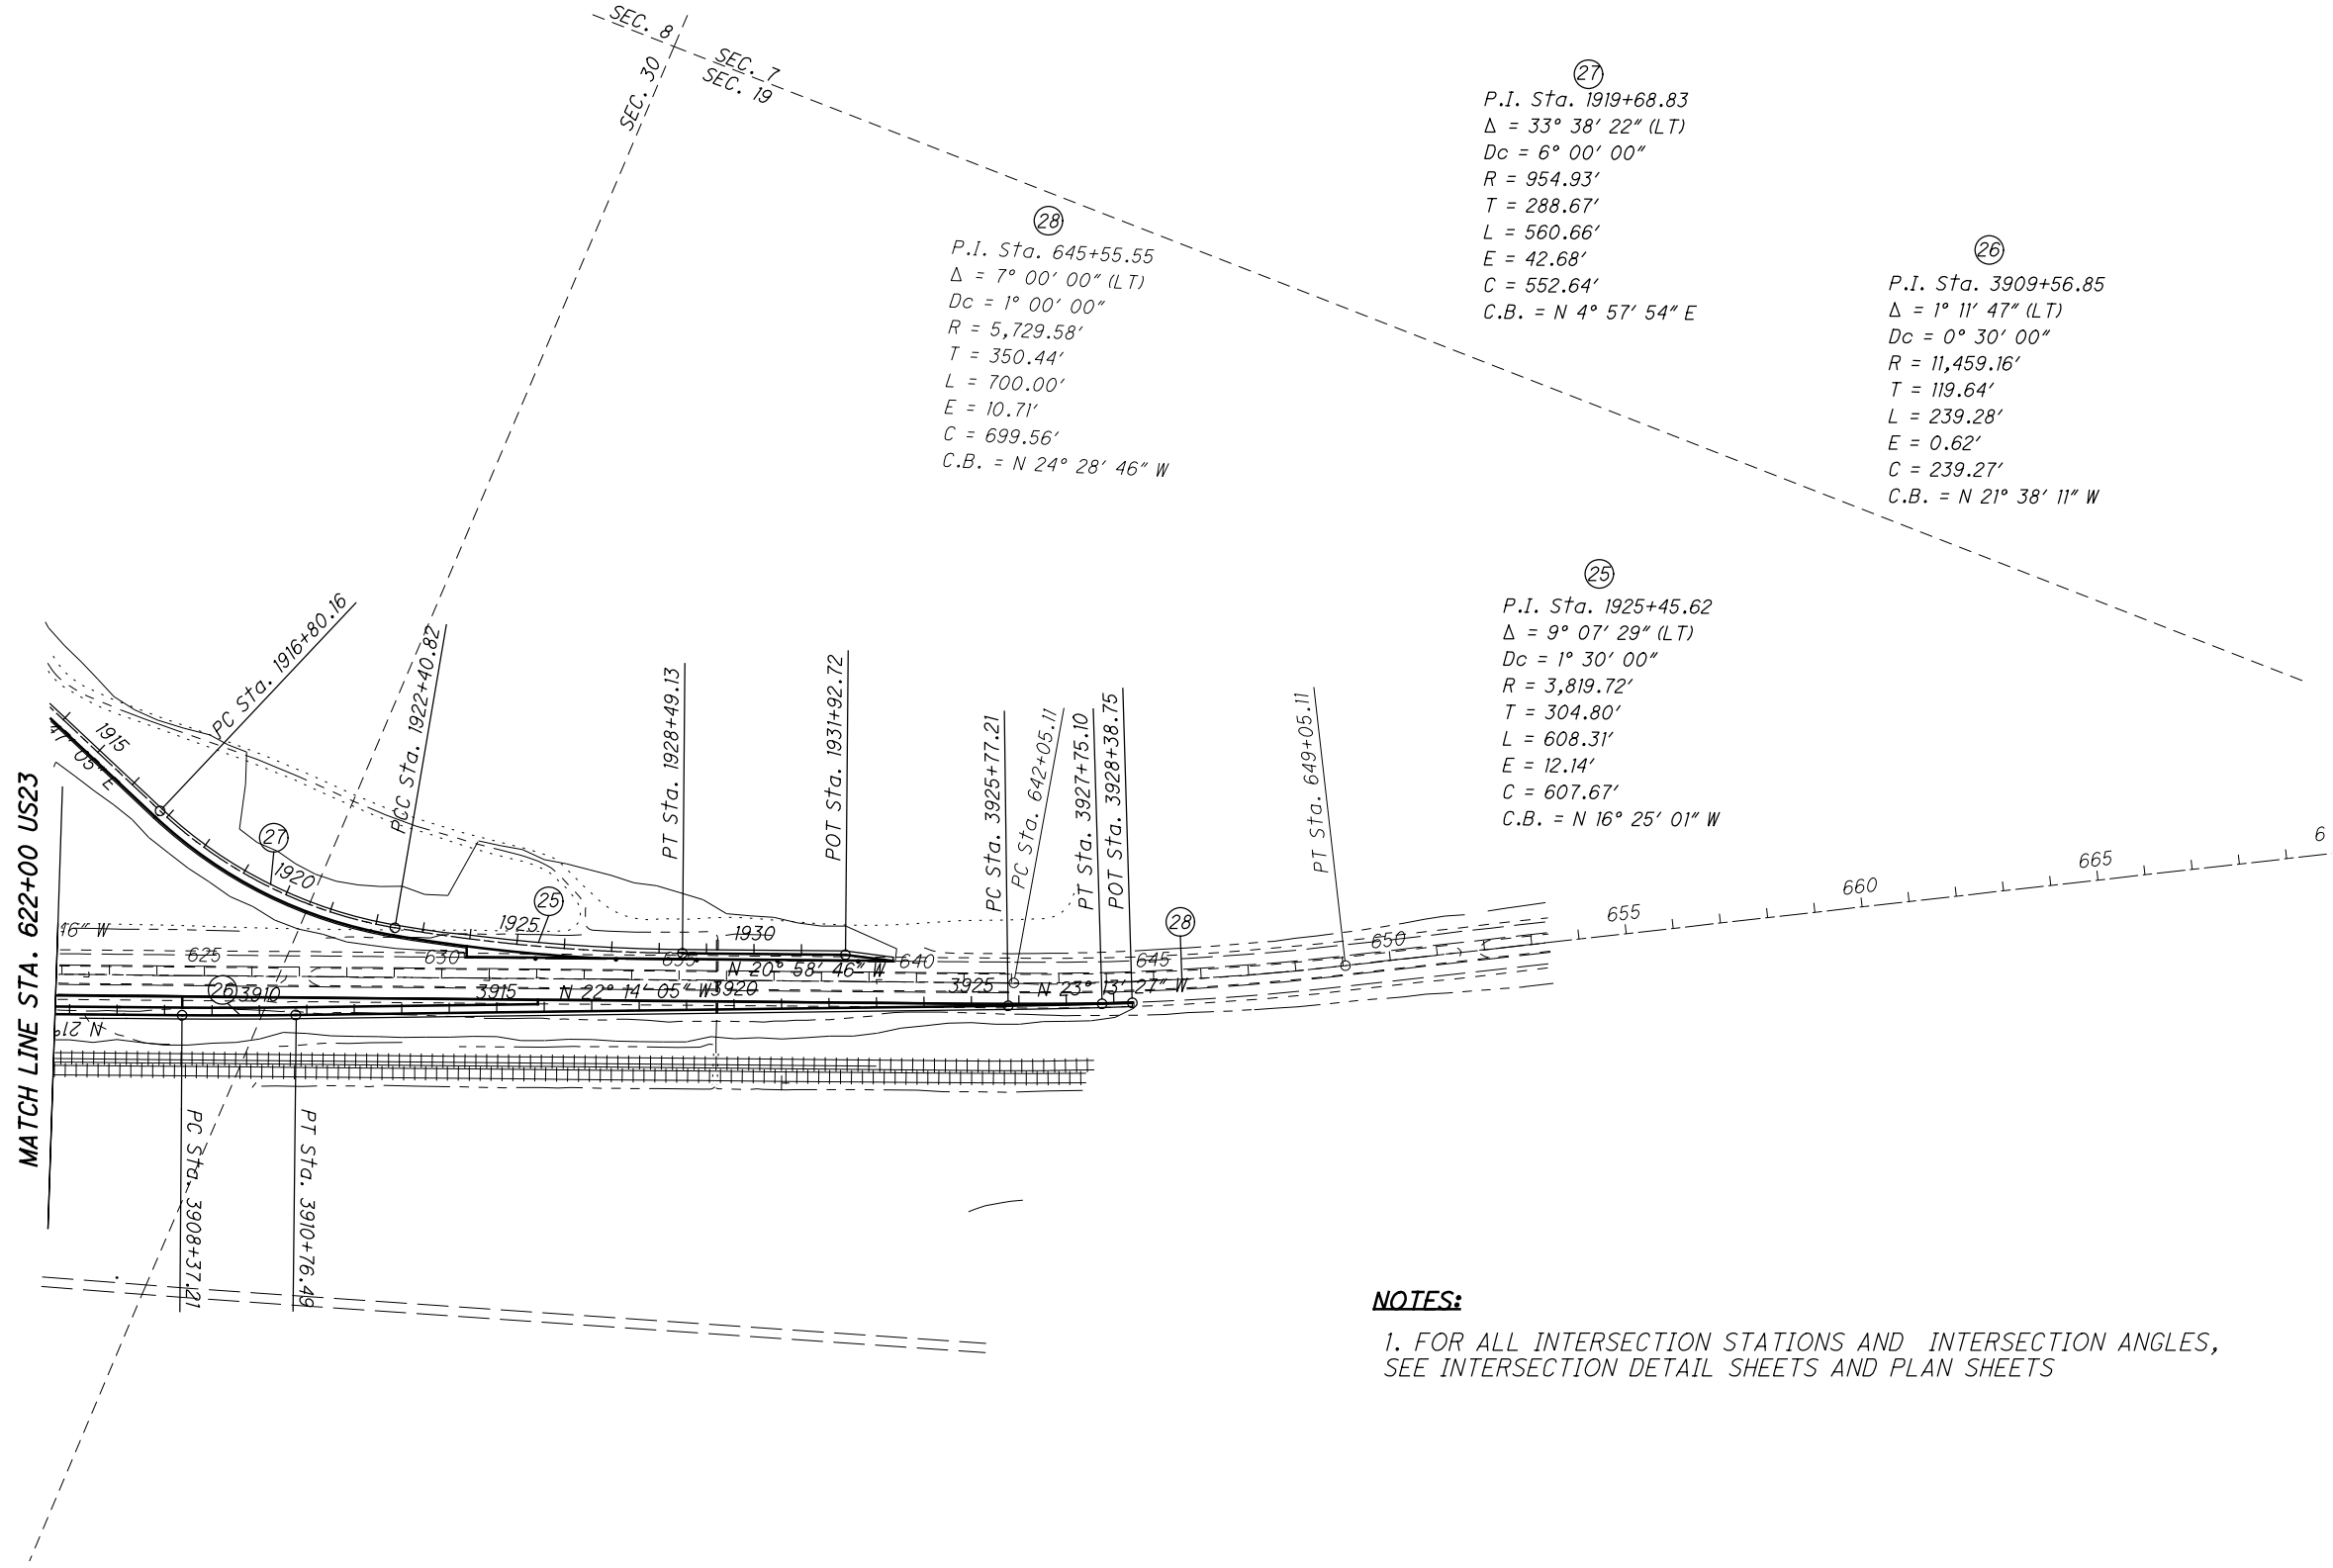 SEC. 8
SEC. 7
SEC. 19
SEC. 30
27
P.I. Sta. 1919+68.83
Δ = 33° 38' 22" (LT)
Dc = 6° 00' 00"
R = 954.93'
T = 288.67'
L = 560.66'
E = 42.68'
C = 552.64'
C.B. = N 4° 57' 54" E
28
P.I. Sta. 645+55.55
Δ = 7° 00' 00" (LT)
Dc = 1° 00' 00"
R = 5,729.58'
T = 350.44'
L = 700.00'
E = 10.71'
C = 699.56'
C.B. = N 24° 28' 46" W
26
P.I. Sta. 3909+56.85
Δ = 1° 11' 47" (LT)
Dc = 0° 30' 00"
R = 11,459.16'
T = 119.64'
L = 239.28'
E = 0.62'
C = 239.27'
C.B. = N 21° 38' 11" W
25
P.I. Sta. 1925+45.62
Δ = 9° 07' 29" (LT)
Dc = 1° 30' 00"
R = 3,819.72'
T = 304.80'
L = 608.31'
E = 12.14'
C = 607.67'
C.B. = N 16° 25' 01" W
MATCH LINE STA. 622+00 US23
PC Sta. 1916+80.16
PCC Sta. 1922+40.82
PT Sta. 1928+49.13
POT Sta. 1931+92.72
PC Sta. 3925+77.21
PC Sta. 642+05.11
PT Sta. 3927+75.10
POT Sta. 3928+38.75
PT Sta. 649+05.11
1915
05" E
27
1920
25
1925
1930
28
16" W
625
630
635
640
645
650
655
660
665
6
N 20° 58' 46" W
26
3910
3915
N 22° 14' 05" W
3920
3925
N 23° 13' 27" W
N 21°
PC Sta. 3908+37.21
PT Sta. 3910+76.49
NOTES:
1. FOR ALL INTERSECTION STATIONS AND INTERSECTION ANGLES,
SEE INTERSECTION DETAIL SHEETS AND PLAN SHEETS